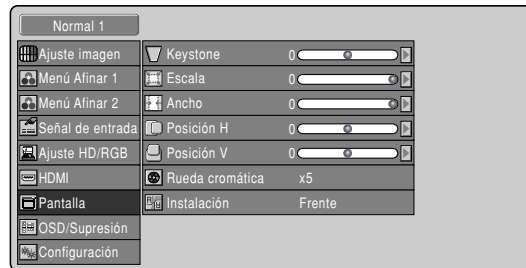 Normal 1
Ajuste imagen
Menú Afinar 1
Menú Afinar 2
Señal de entrada
Ajuste HD/RGB
HDMI
Pantalla
OSD/Supresión
Configuración
Keystone 0
Escala 0
Ancho 0
Posición H 0
Posición V 0
Rueda cromática x5
Instalación Frente